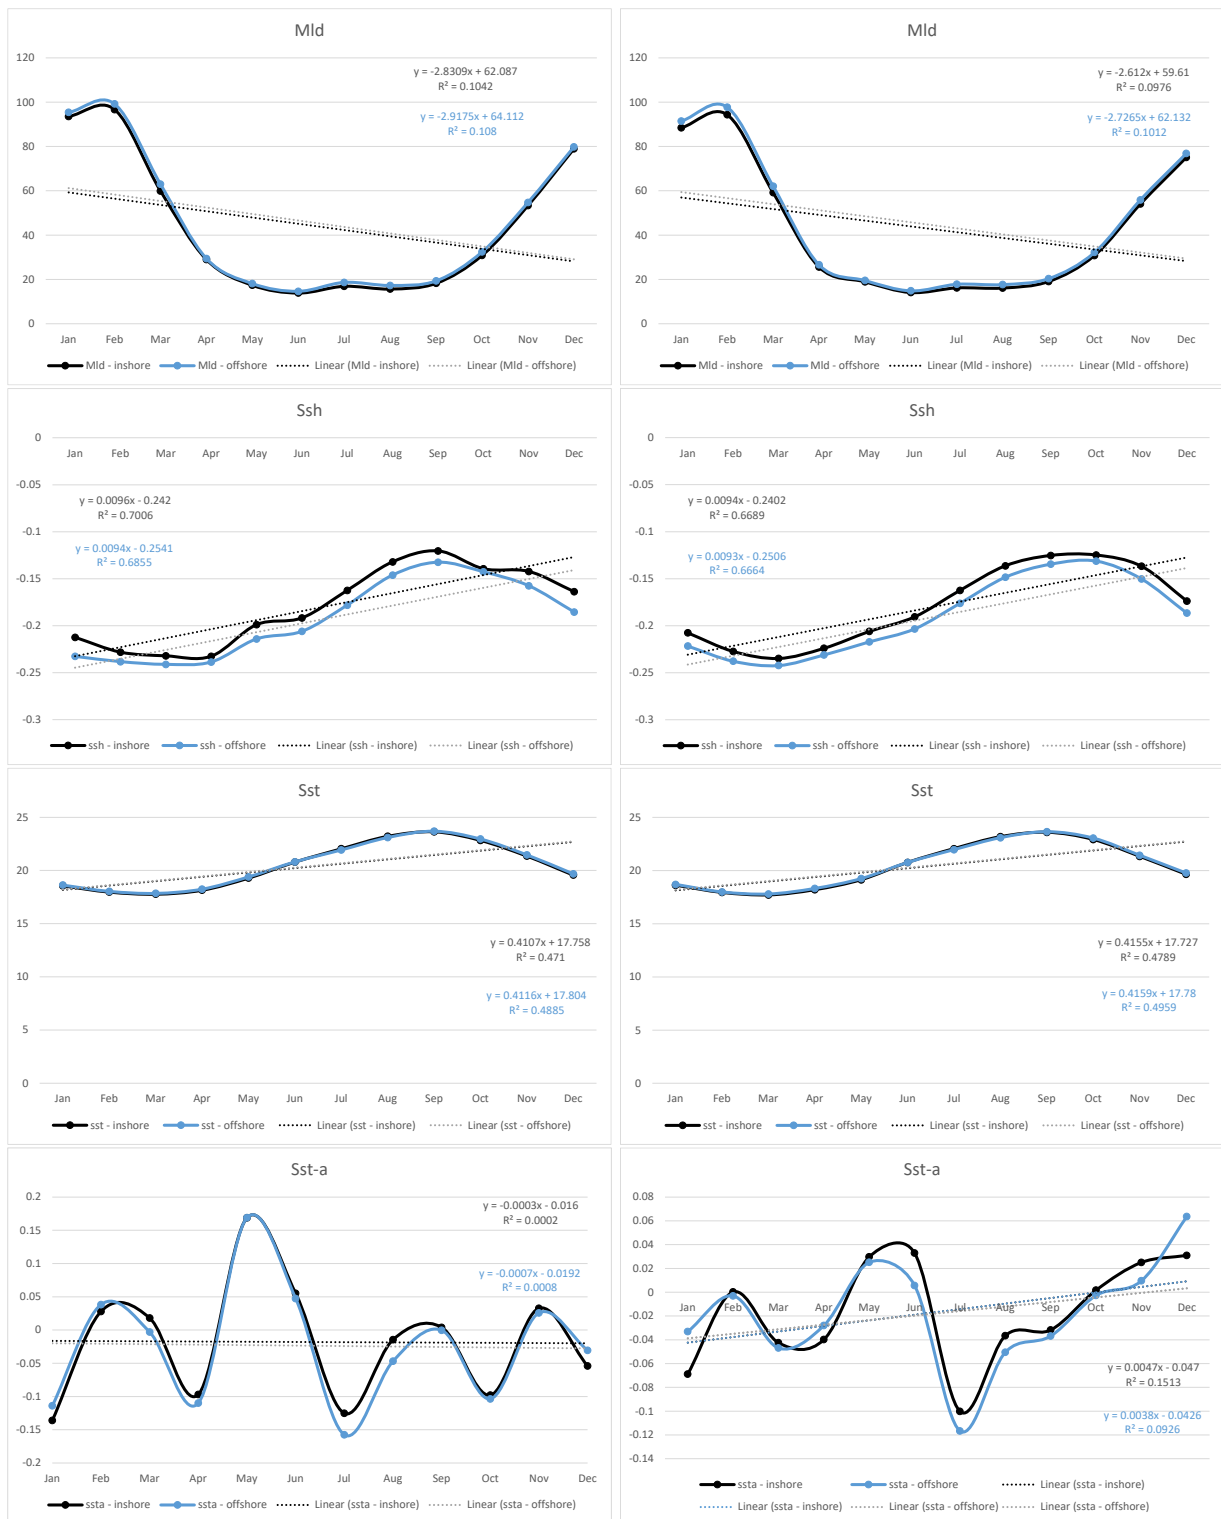 Mld
120
100
80
60
40
20
0
y = -2.8309x + 62.087
R² = 0.1042
y = -2.9175x + 64.112
R² = 0.108
Jan Feb Mar Apr May Jun Jul Aug Sep Oct Nov Dec
Mld - inshore Mld - offshore Linear (Mld - inshore) Linear (Mld - offshore)
Mld
120
100
80
60
40
20
0
y = -2.612x + 59.61
R² = 0.0976
y = -2.7265x + 62.132
R² = 0.1012
Jan Feb Mar Apr May Jun Jul Aug Sep Oct Nov Dec
Mld - inshore Mld - offshore Linear (Mld - inshore) Linear (Mld - offshore)
Ssh
0
Jan Feb Mar Apr May Jun Jul Aug Sep Oct Nov Dec
-0.05
-0.1
-0.15
-0.2
-0.25
-0.3
y = 0.0096x - 0.242
R² = 0.7006
y = 0.0094x - 0.2541
R² = 0.6855
ssh - inshore ssh - offshore Linear (ssh - inshore) Linear (ssh - offshore)
Ssh
0
Jan Feb Mar Apr May Jun Jul Aug Sep Oct Nov Dec
-0.05
-0.1
-0.15
-0.2
-0.25
-0.3
y = 0.0094x - 0.2402
R² = 0.6689
y = 0.0093x - 0.2506
R² = 0.6664
ssh - inshore ssh - offshore Linear (ssh - inshore) Linear (ssh - offshore)
Sst
25
20
15
10
5
0
y = 0.4107x + 17.758
R² = 0.471
y = 0.4116x + 17.804
R² = 0.4885
Jan Feb Mar Apr May Jun Jul Aug Sep Oct Nov Dec
sst - inshore sst - offshore Linear (sst - inshore) Linear (sst - offshore)
Sst
25
20
15
10
5
0
y = 0.4155x + 17.727
R² = 0.4789
y = 0.4159x + 17.78
R² = 0.4959
Jan Feb Mar Apr May Jun Jul Aug Sep Oct Nov Dec
sst - inshore sst - offshore Linear (sst - inshore) Linear (sst - offshore)
Sst-a
0.2
0.15
0.1
0.05
0
-0.05
-0.1
-0.15
-0.2
y = -0.0003x - 0.016
R² = 0.0002
y = -0.0007x - 0.0192
R² = 0.0008
Jan Feb Mar Apr May Jun Jul Aug Sep Oct Nov Dec
ssta - inshore ssta - offshore Linear (ssta - inshore) Linear (ssta - offshore)
Sst-a
0.08
0.06
0.04
0.02
0
-0.02
-0.04
-0.06
-0.08
-0.1
-0.12
-0.14
Jan Feb Mar Apr May Jun Jul Aug Sep Oct Nov Dec
y = 0.0047x - 0.047
R² = 0.1513
y = 0.0038x - 0.0426
R² = 0.0926
ssta - inshore ssta - offshore Linear (ssta - inshore)
Linear (ssta - inshore) Linear (ssta - offshore) Linear (ssta - offshore)